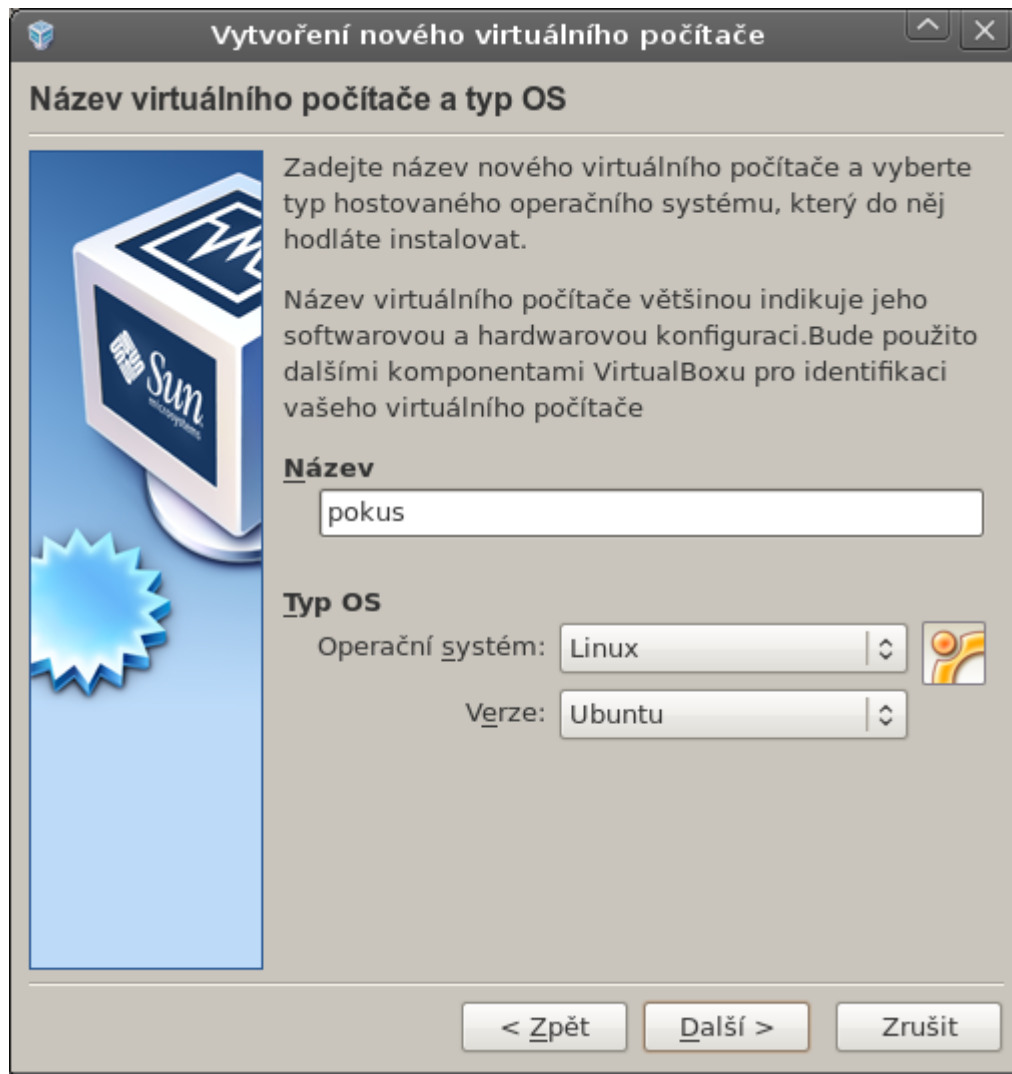 Vytvoření nového virtuálního počítače
Název virtuálního počítače a typ OS
Zadejte název nového virtuálního počítače a vyberte
typ hostovaného operačního systému, který do něj
hodláte instalovat.
Název virtuálního počítače většinou indikuje jeho
softwarovou a hardwarovou konfiguraci.Bude použito
dalšími komponentami VirtualBoxu pro identifikaci
vašeho virtuálního počítače
Sun
microsystems
Název
pokus
Typ OS
Operační systém: Linux
Verze: Ubuntu
< Zpět Další > Zrušit